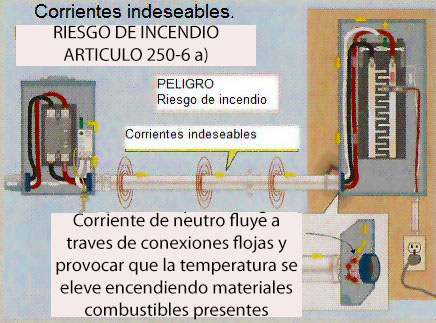 Corrientes indeseables.
RIESGO DE INCENDIO
ARTICULO 250-6 a)
PELIGRO
Riesgo de incendio
Corrientes indeseables
Corriente de neutro fluye a
traves de conexiones flojas y
provocar que la temperatura se
eleve encendiendo materiales
combustibles presentes